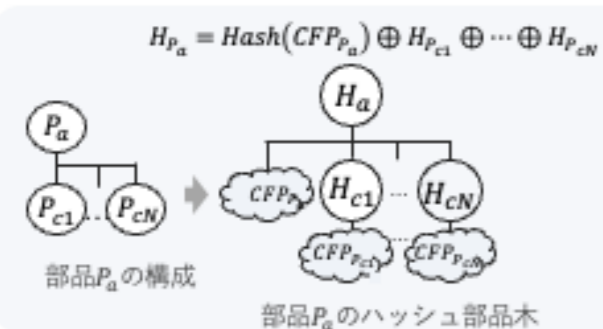 H_{P_a} = Hash(CFP_{P_a}) ⊕ H_{P_{c1}} ⊕ ⋯ ⊕ H_{P_{cN}}
H_a
P_a
P_{c1} … P_{cN}
H_{c1} … H_{cN}
CFP_{P_{c1}} … CFP_{P_{cN}}
部品P_aの構成
部品P_aのハッシュ部品木